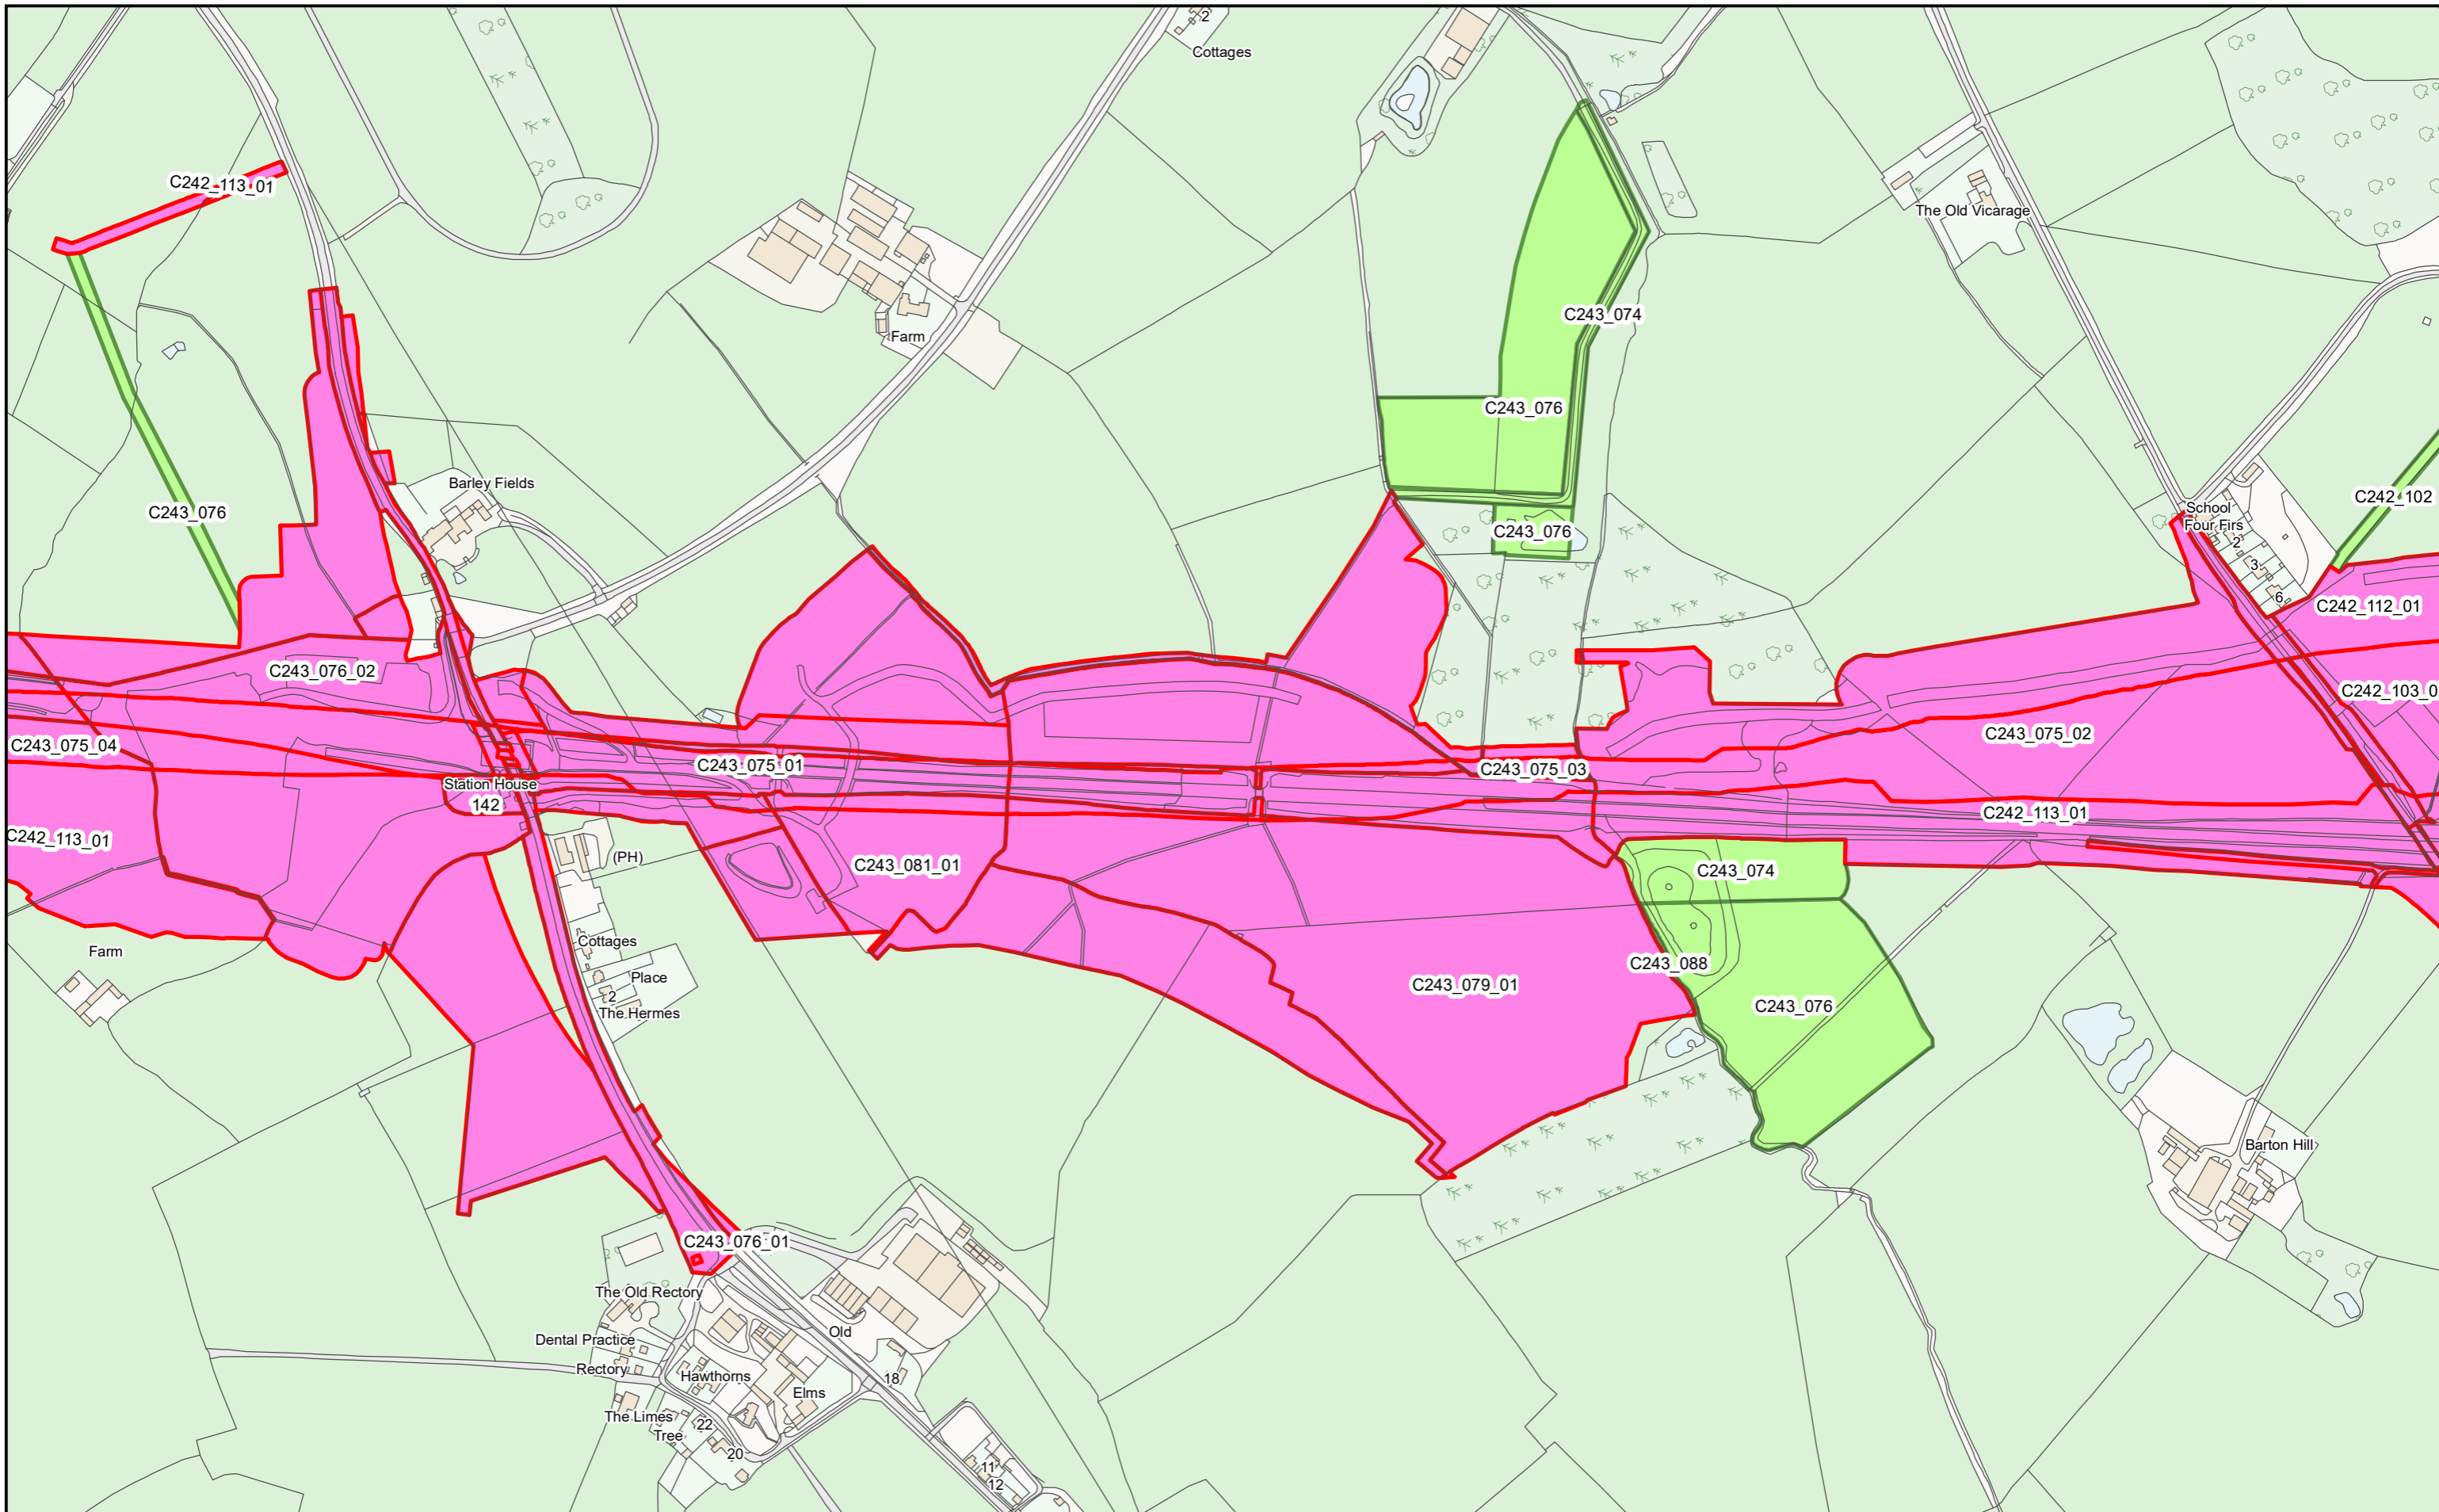 2
Cottages
C242_113_01
The Old Vicarage
C243_074
Farm
C243_076
Barley Fields
C242_102
School
C243_076
C243_076
Four Firs
2
3
6
C242_112_01
C243_076_02
C242_103_0
C243_075_02
C243_075_04
C243_075_01
C243_075_03
Station House
142
C242_113_01
C242_113_01
(PH)
C243_081_01
C243_074
Cottages
Farm
C243_088
Place
C243_079_01
2
C243_076
The Hermes
Barton Hill
C243_076_01
The Old Rectory
Old
Dental Practice
Rectory
Hawthorns
18
Elms
The Limes
22
Tree
20
11
12